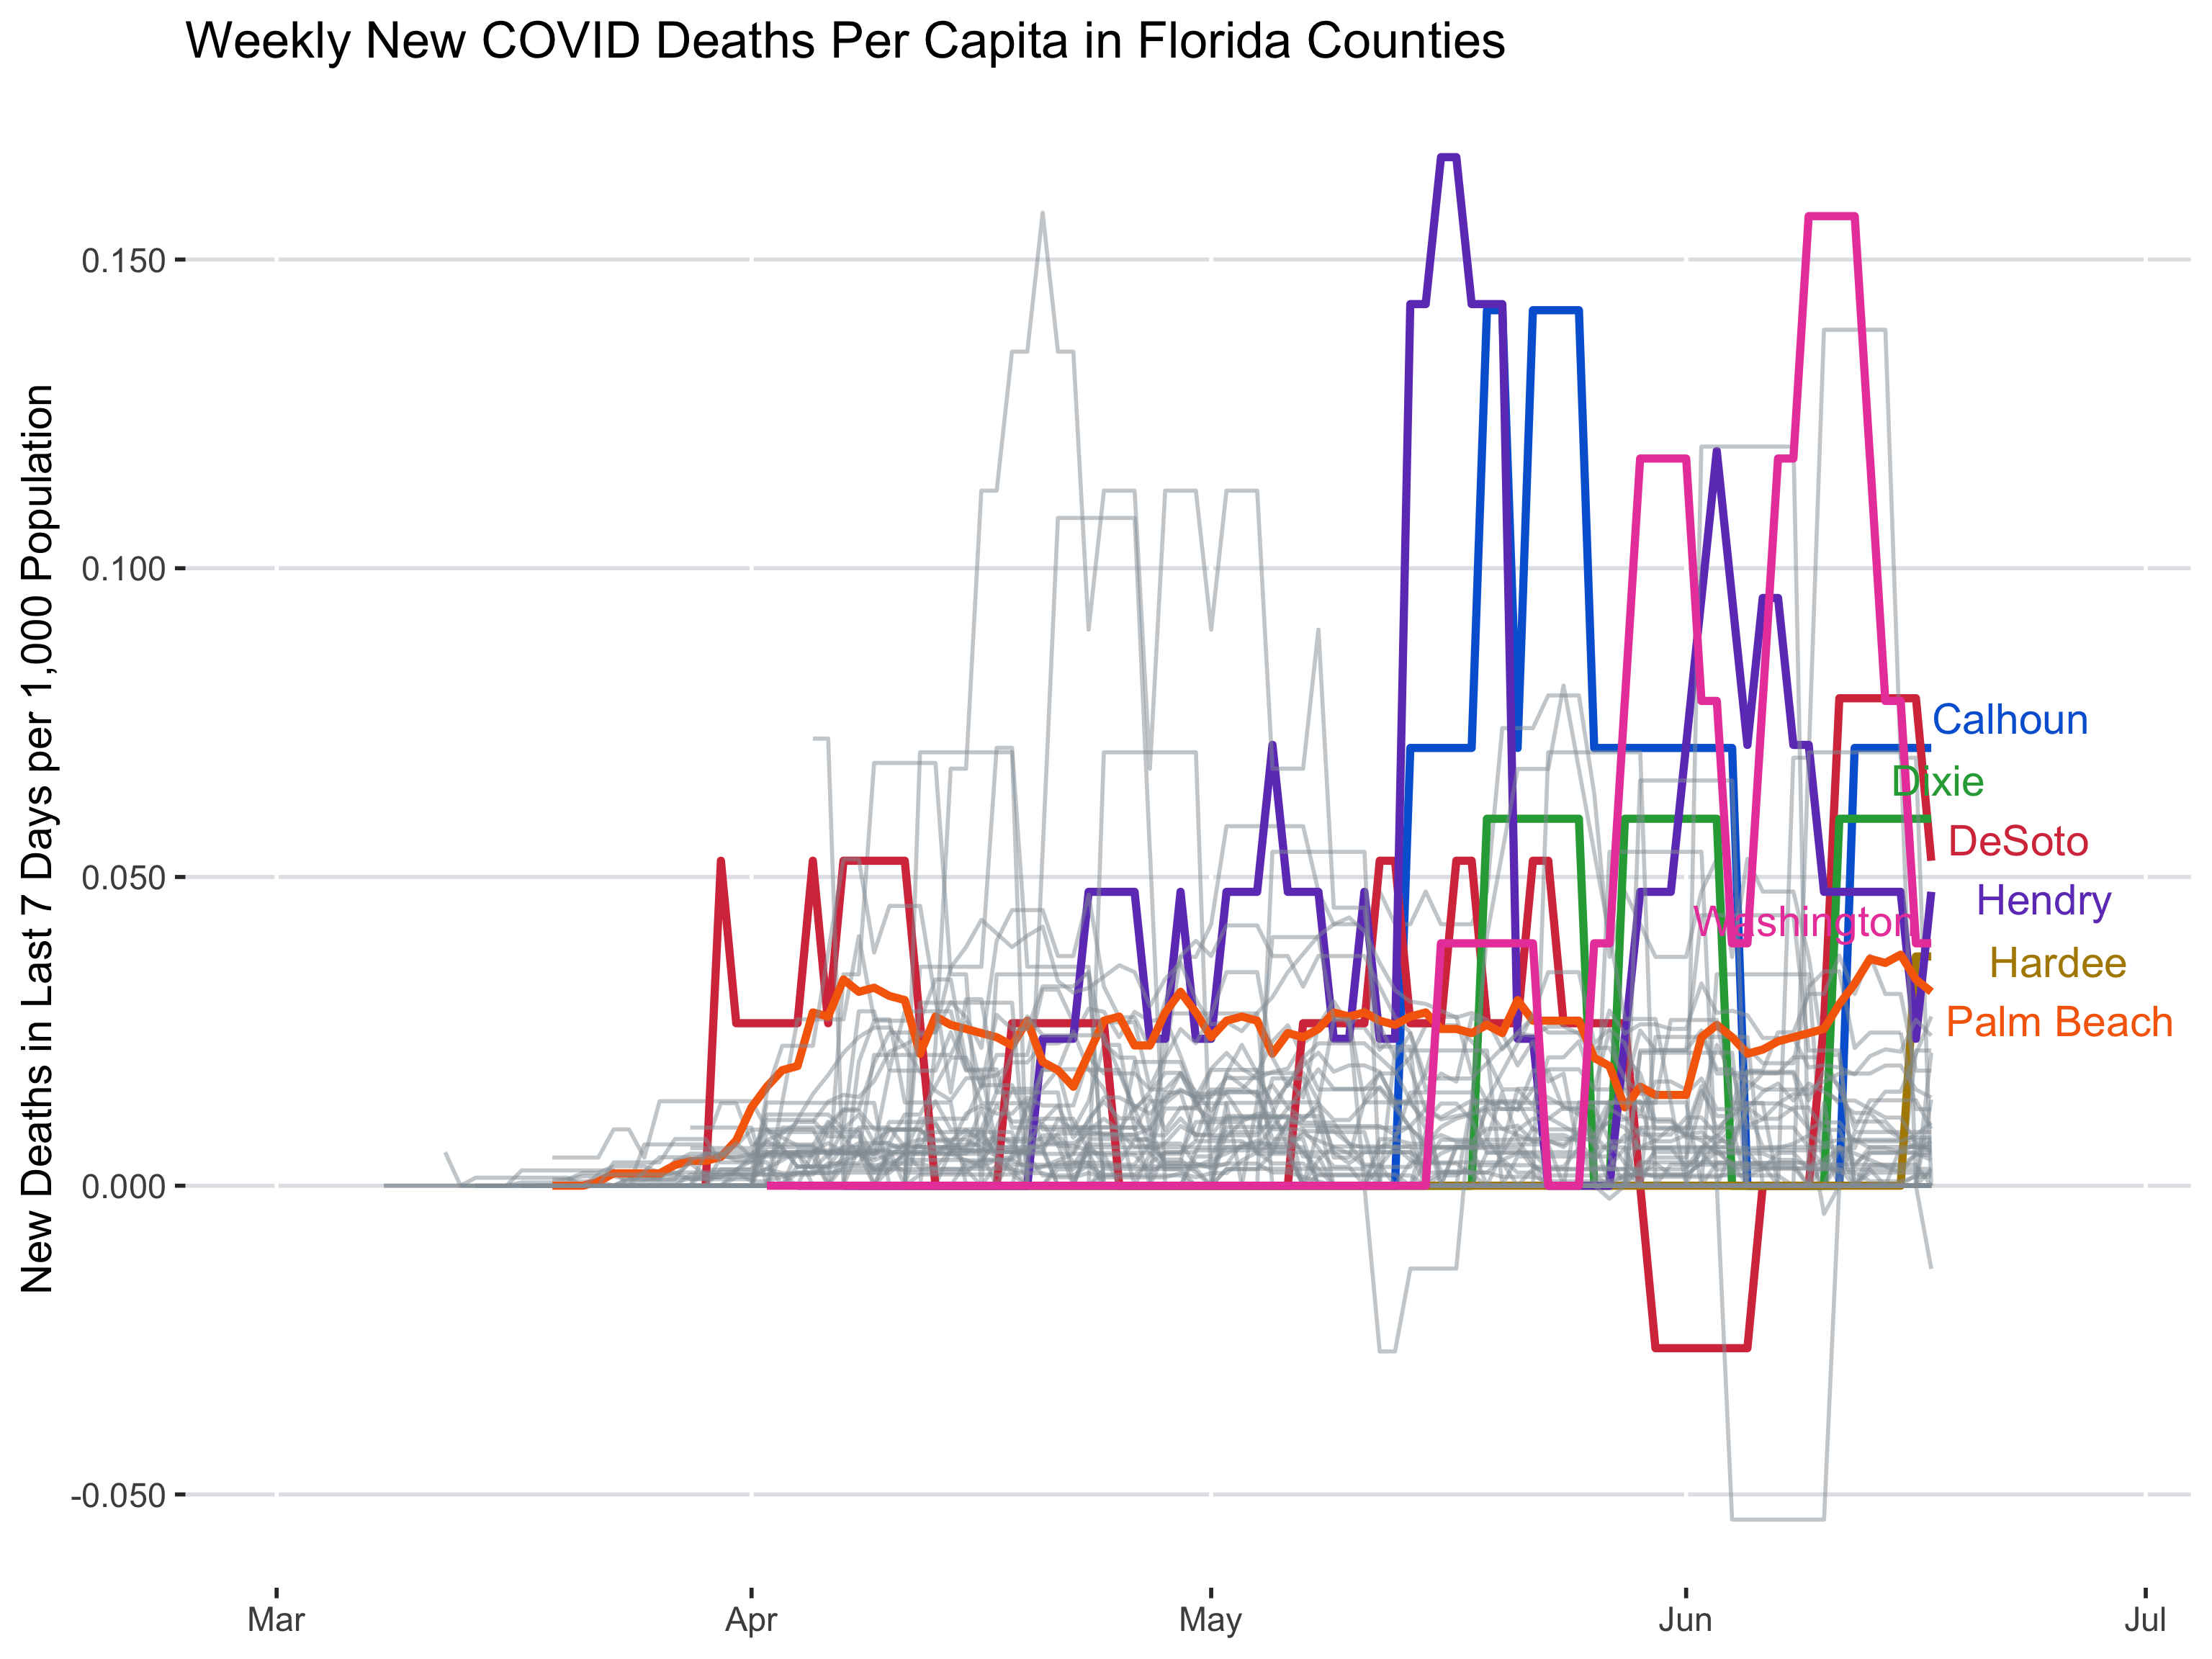 Weekly New COVID Deaths Per Capita in Florida Counties
New Deaths in Last 7 Days per 1,000 Population
0.150
0.100
0.050
0.000
-0.050
Calhoun
Dixie
DeSoto
Hendry
Washington
Hardee
Palm Beach
Mar
Apr
May
Jun
Jul